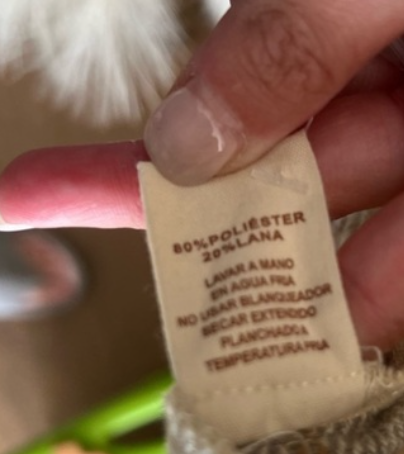 80%POLIÉSTER
20%LANA
LAVAR A MANO
EN AGUA FRIA
NO USAR BLANQUEADOR
SECAR EXTENDIDO
PLANCHADO A
TEMPERATURA FRIA